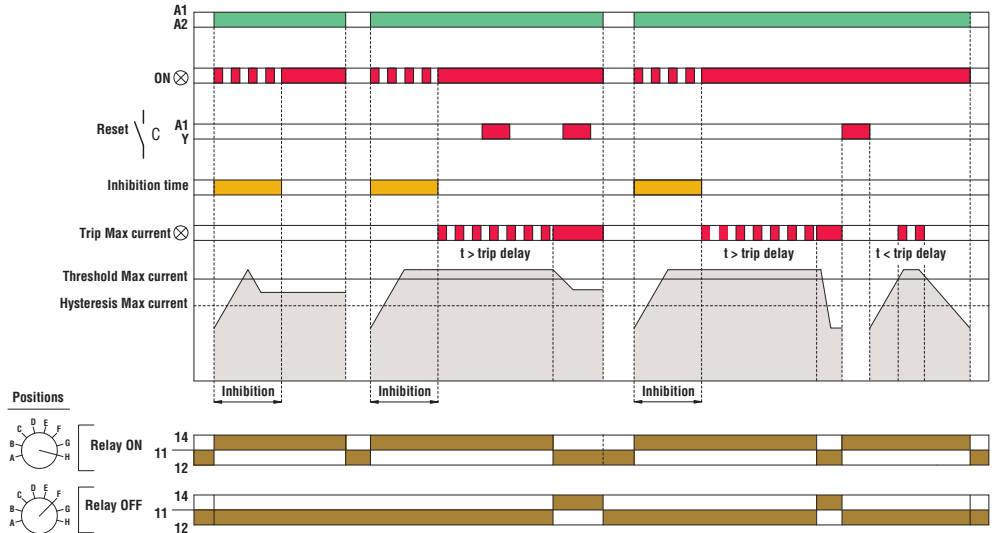 A1
A2
ON
Reset C A1
Y
Inhibition time
Trip Max current
t > trip delay t > trip delay t < trip delay
Threshold Max current
Hysteresis Max current
Inhibition Inhibition Inhibition
Positions
A B C D E F G H
Relay ON 14
11
12
A B C D E F G H
Relay OFF 14
11
12